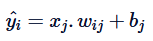 ŷᵢ = xⱼ. wᵢⱼ + bⱼ